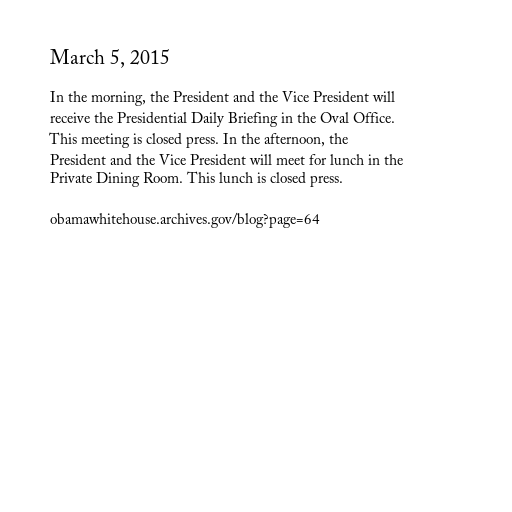 March 5, 2015
In the morning, the President and the Vice President will
receive the Presidential Daily Briefing in the Oval Office.
This meeting is closed press. In the afternoon, the
President and the Vice President will meet for lunch in the
Private Dining Room. This lunch is closed press.
obamawhitehouse.archives.gov/blog?page=64